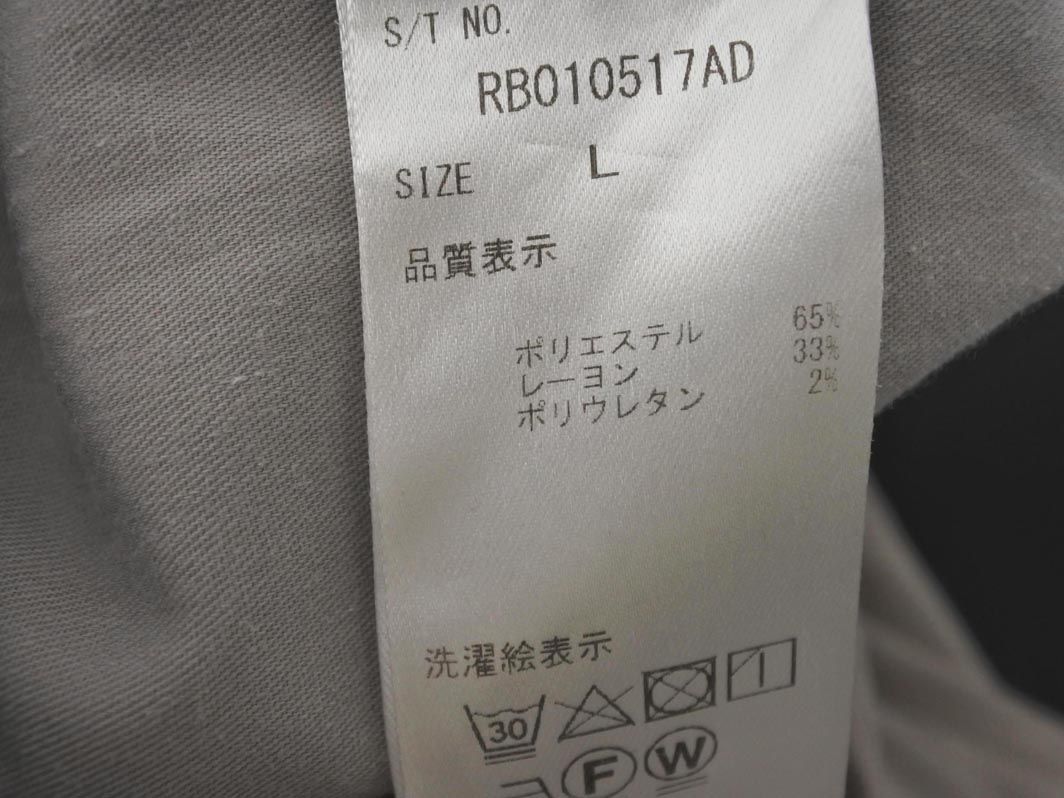 S/T NO.
RB010517AD
SIZE L
品質表示
ポリエステル 65%
レーヨン 33%
ポリウレタン 2%
洗濯絵表示
30
F W